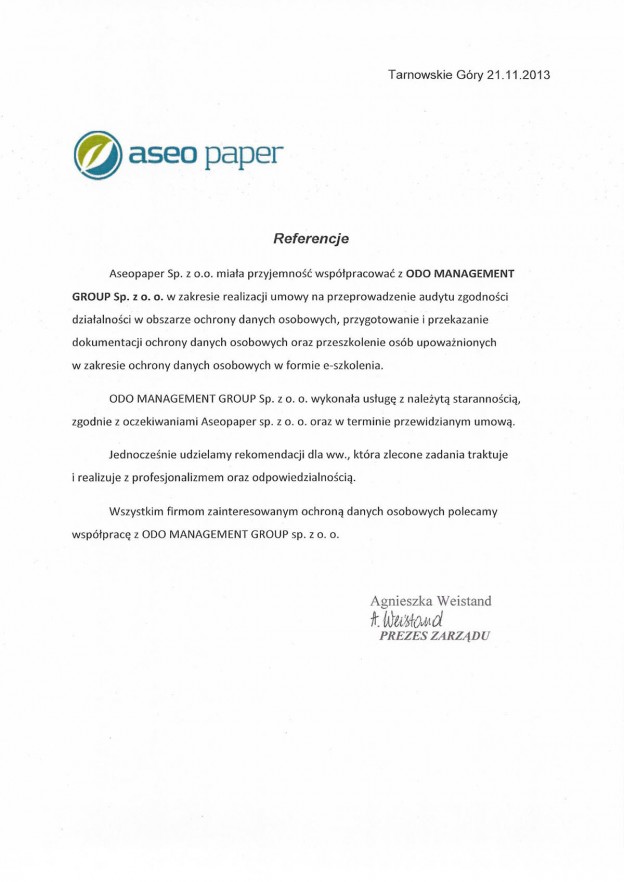 Tarnowskie Góry 21.11.2013
aseo paper
Referencje
Aseopaper Sp. z o.o. miała przyjemność współpracować z ODO MANAGEMENT
GROUP Sp. z o. o. w zakresie realizacji umowy na przeprowadzenie audytu zgodności
działalności w obszarze ochrony danych osobowych, przygotowanie i przekazanie
dokumentacji ochrony danych osobowych oraz przeszkolenie osób upoważnionych
w zakresie ochrony danych osobowych w formie e-szkolenia.
ODO MANAGEMENT GROUP Sp. z o. o. wykonała usługę z należytą starannością,
zgodnie z oczekiwaniami Aseopaper sp. z o. o. oraz w terminie przewidzianym umową.
Jednocześnie udzielamy rekomendacji dla ww., która zlecone zadania traktuje
i realizuje z profesjonalizmem oraz odpowiedzialnością.
Wszystkim firmom zainteresowanym ochroną danych osobowych polecamy
współpracę z ODO MANAGEMENT GROUP sp. z o. o.
Agnieszka Weistand
A. Weistand
PREZES ZARZĄDU